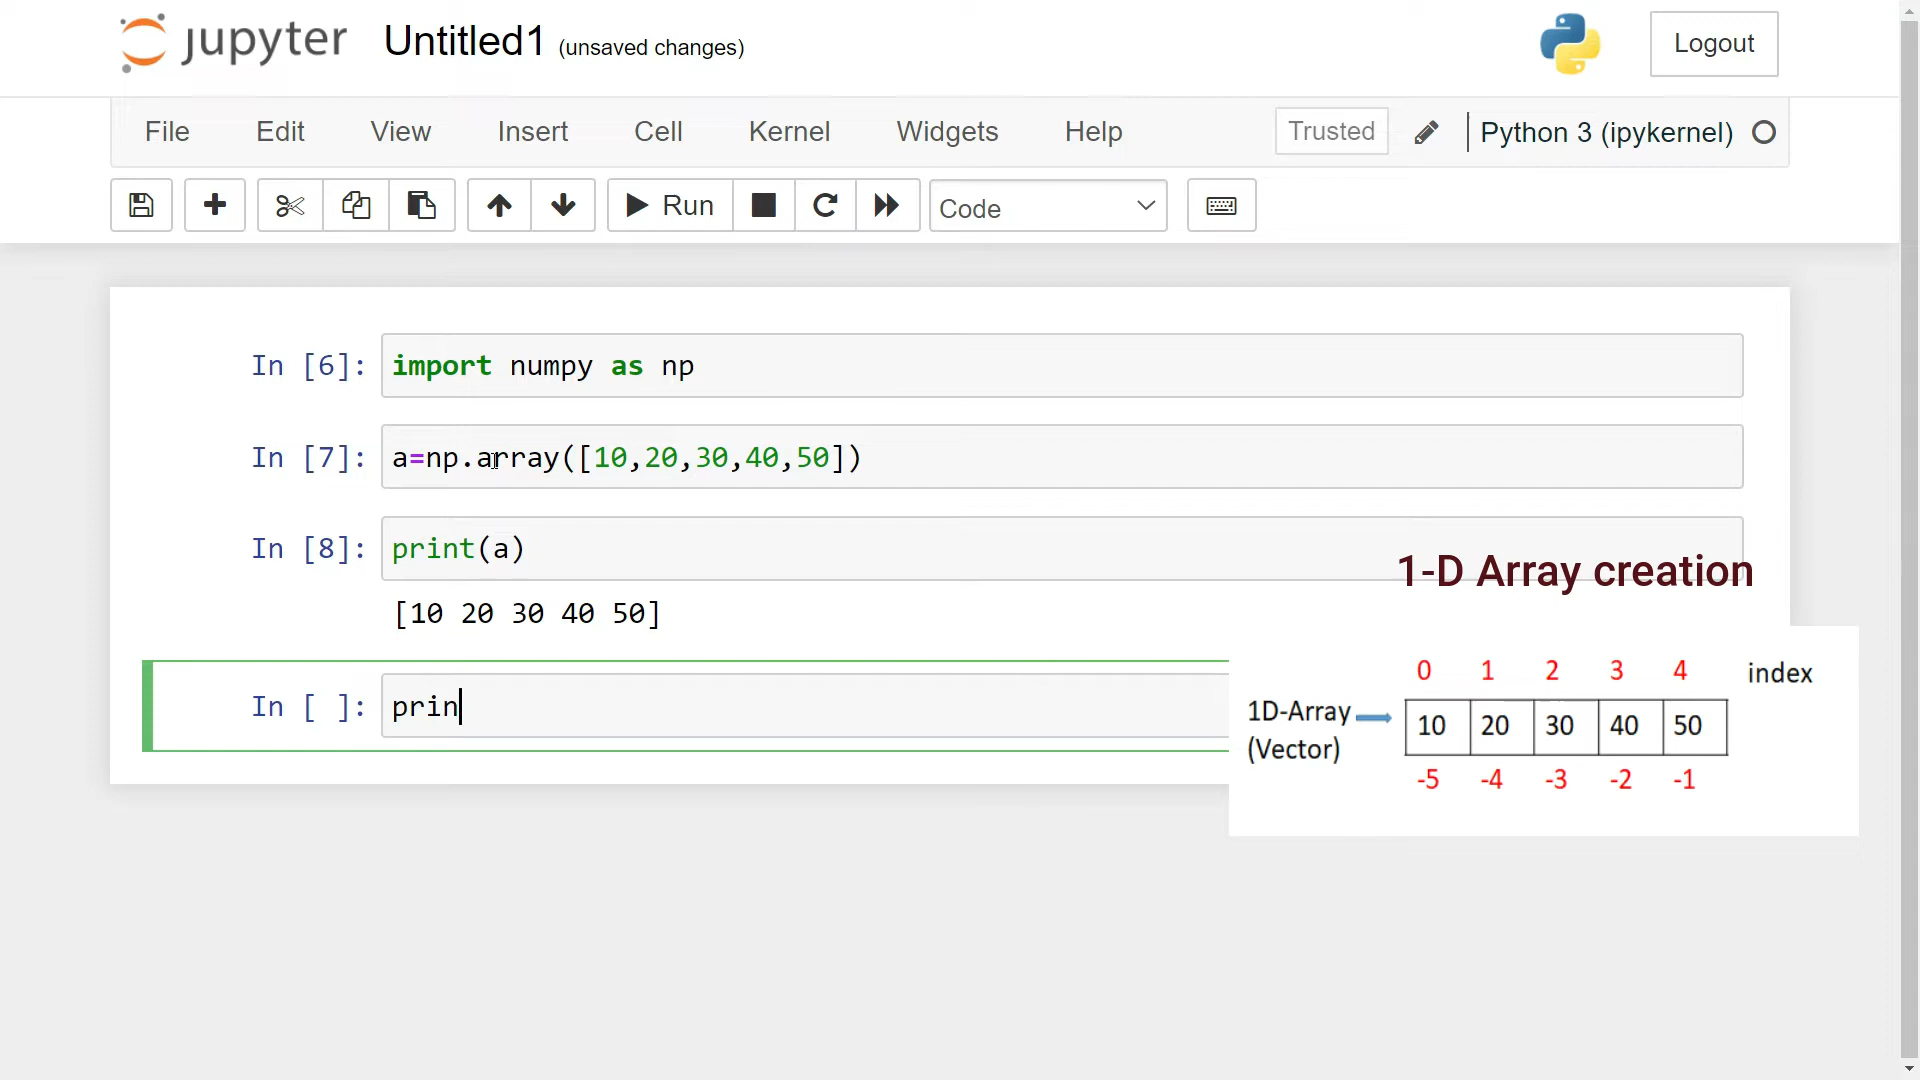 jupyter Untitled1 (unsaved changes) Logout
File Edit View Insert Cell Kernel Widgets Help Trusted Python 3 (ipykernel)
Run Code
In [6]: import numpy as np
In [7]: a=np.array([10,20,30,40,50])
In [8]: print(a)
1-D Array creation
[10 20 30 40 50]
In [ ]: prin
0 1 2 3 4 index
1D-Array
(Vector)
10 20 30 40 50
-5 -4 -3 -2 -1